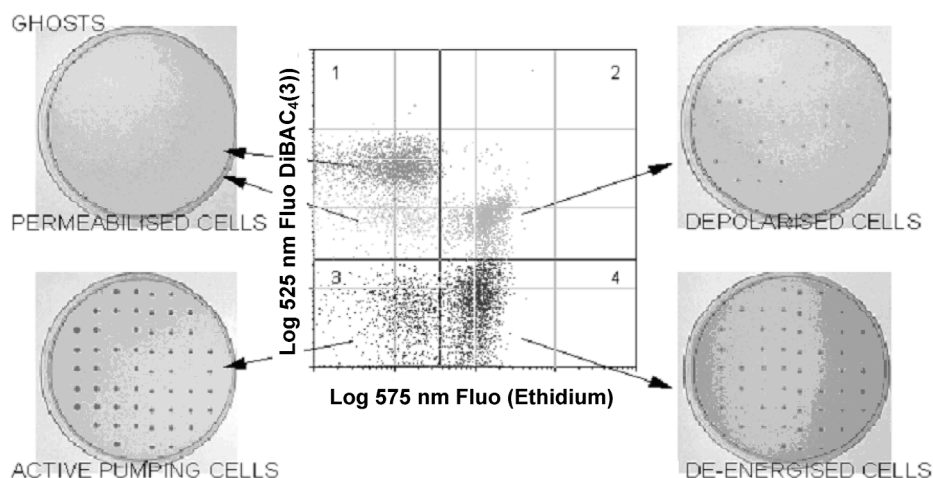 GHOSTS
PERMEABILISED CELLS
ACTIVE PUMPING CELLS
Log 525 nm Fluo DiBAC₄(3))
1
2
3
4
Log 575 nm Fluo (Ethidium)
DEPOLARISED CELLS
DE-ENERGISED CELLS